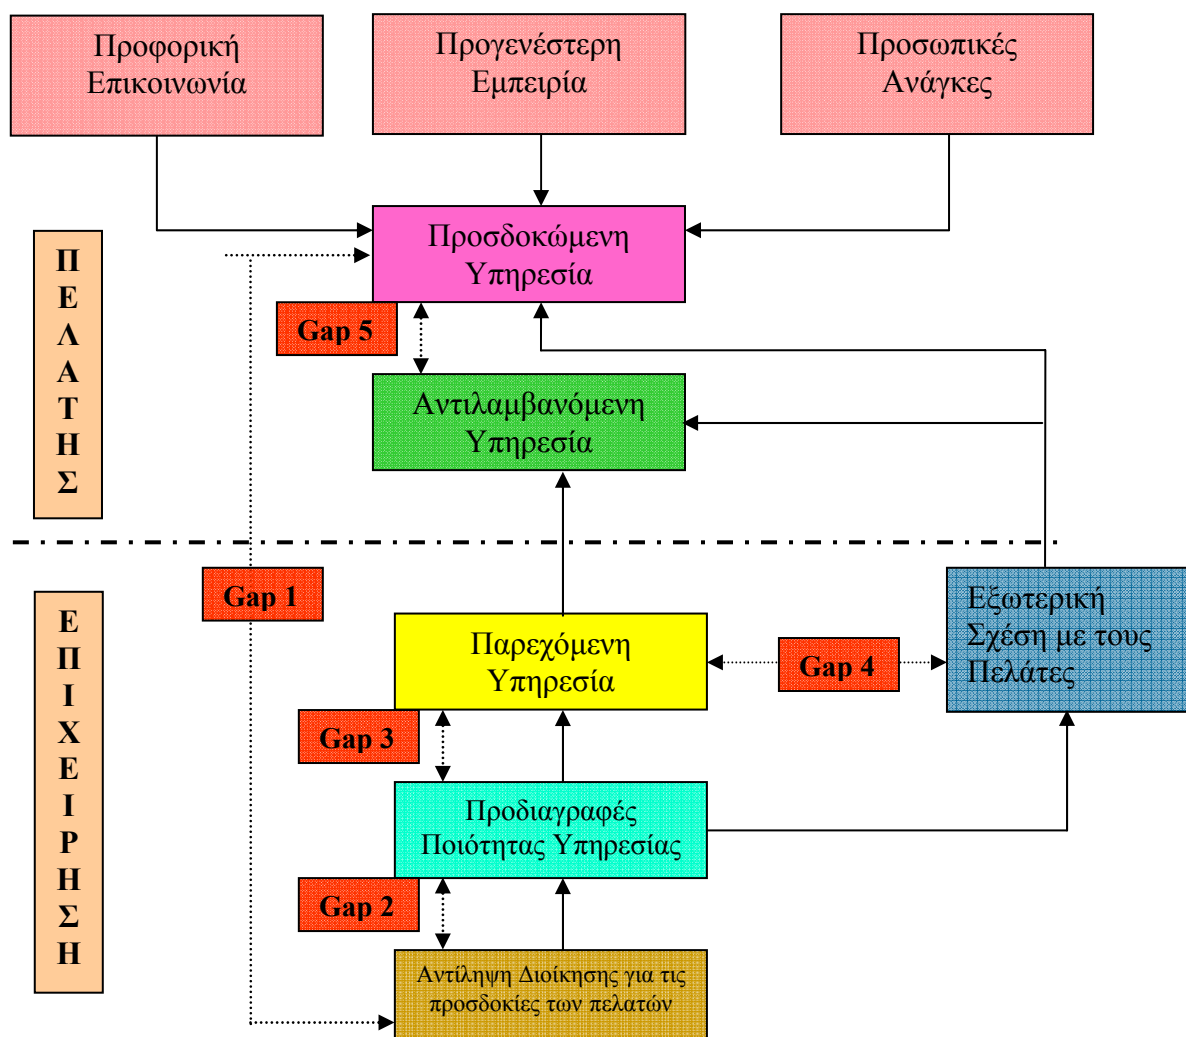 Προφορική
Επικοινωνία
Προγενέστερη
Εμπειρία
Προσωπικές
Ανάγκες
Προσδοκώμενη
Υπηρεσία
Π
Ε
Λ
Α
Τ
Η
Σ
Gap 5
Αντιλαμβανόμενη
Υπηρεσία
Gap 1
Ε
Π
Ι
Χ
Ε
Ι
Ρ
Η
Σ
Η
Παρεχόμενη
Υπηρεσία
Gap 4
Εξωτερική
Σχέση με τους
Πελάτες
Gap 3
Προδιαγραφές
Ποιότητας Υπηρεσίας
Gap 2
Αντίληψη Διοίκησης για τις
προσδοκίες των πελατών